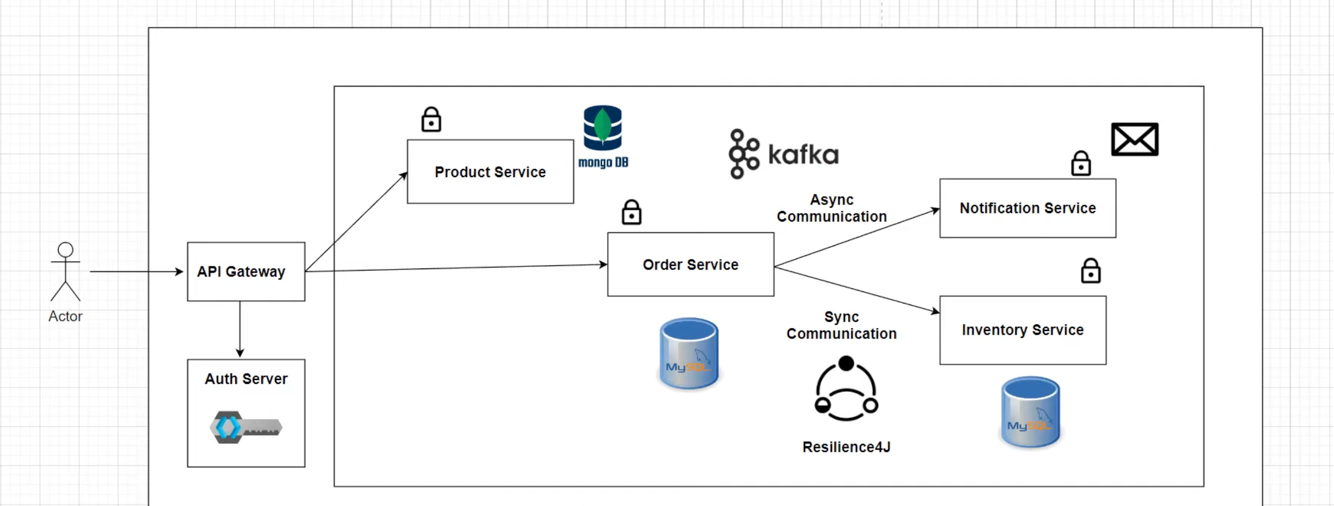 Product Service
mongo DB
kafka
Async
Communication
Notification Service
API Gateway
Order Service
Actor
Sync
Communication
Inventory Service
MySQL
Auth Server
Resilience4J
MySQL